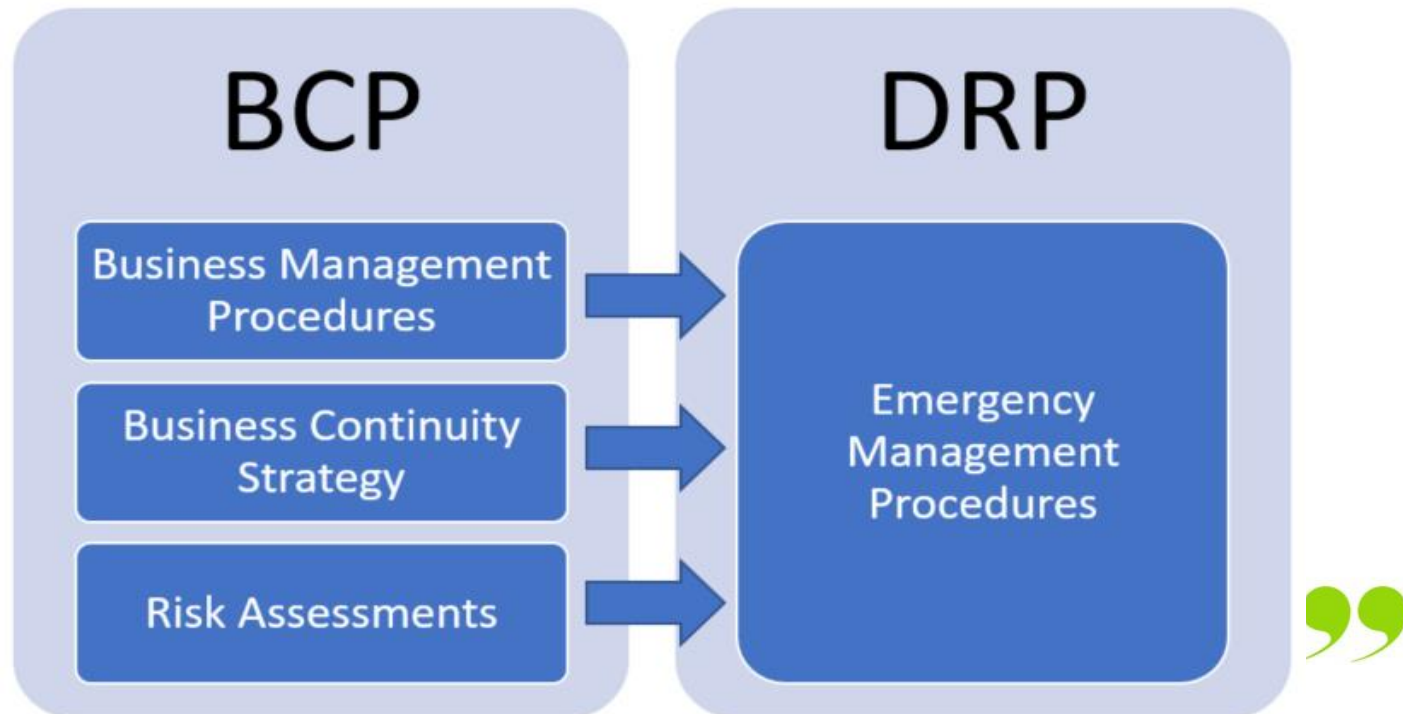 BCP
Business Management
Procedures
Business Continuity
Strategy
Risk Assessments
DRP
Emergency
Management
Procedures
”